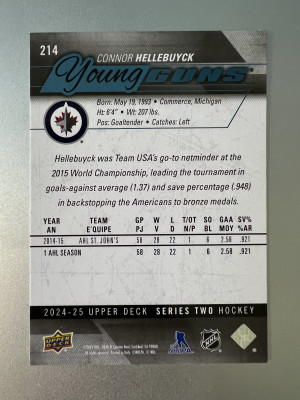 214
CONNOR HELLEBUYCK
Young GUNS
Born: May 19, 1993 • Commerce, Michigan
Ht: 6'4" • Wt: 207 lbs.
Pos: Goaltender • Catches: Left
Hellebuyck was Team USA's go-to netminder at the
2015 World Championship, leading the tournament in
goals-against average (1.37) and save percentage (.948)
in backstopping the Americans to bronze medals.
YEAR TEAM GP W L T/OT SO GAA SV%
AN E'QUIPE PJ V D N/P BL MOY AR%
2014-15 AHL ST. JOHN'S 58 28 22 1 6 2.58 .921
1 AHL SEASON 58 28 22 1 6 2.58 .921
2024-25 UPPER DECK SERIES TWO HOCKEY
UPPER DECK
NHLPA
NHL